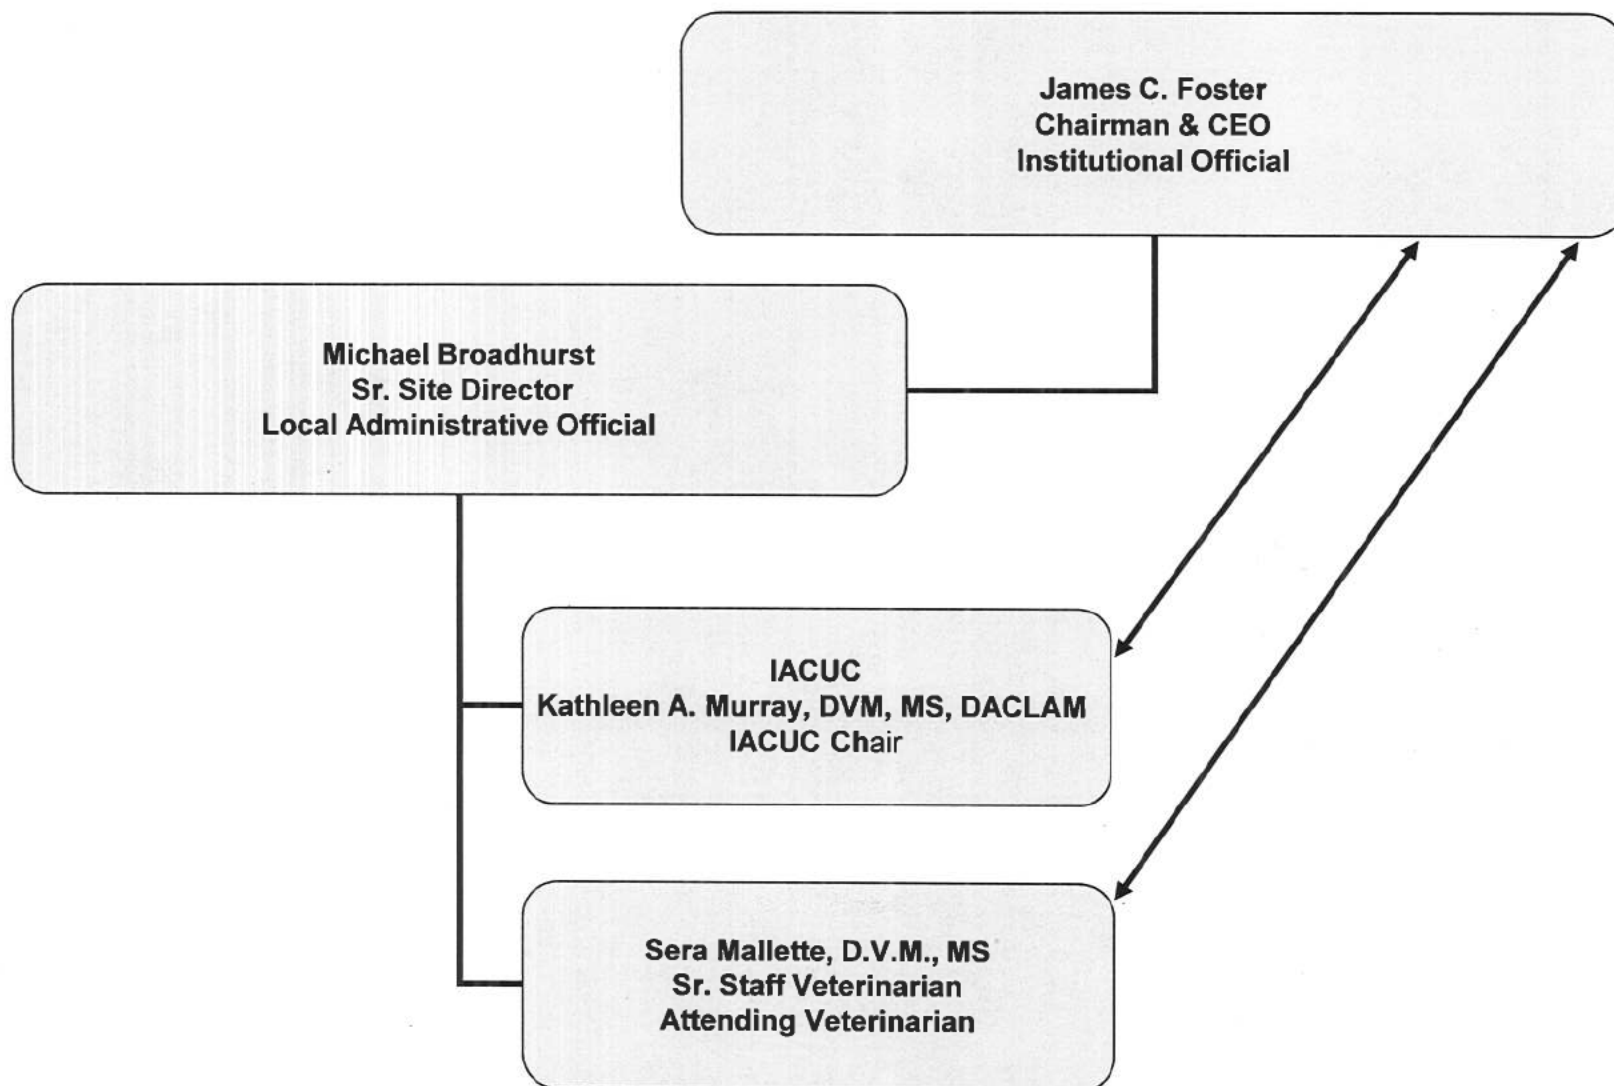 James C. Foster
Chairman & CEO
Institutional Official
Michael Broadhurst
Sr. Site Director
Local Administrative Official
IACUC
Kathleen A. Murray, DVM, MS, DACLAM
IACUC Chair
Sera Mallette, D.V.M., MS
Sr. Staff Veterinarian
Attending Veterinarian